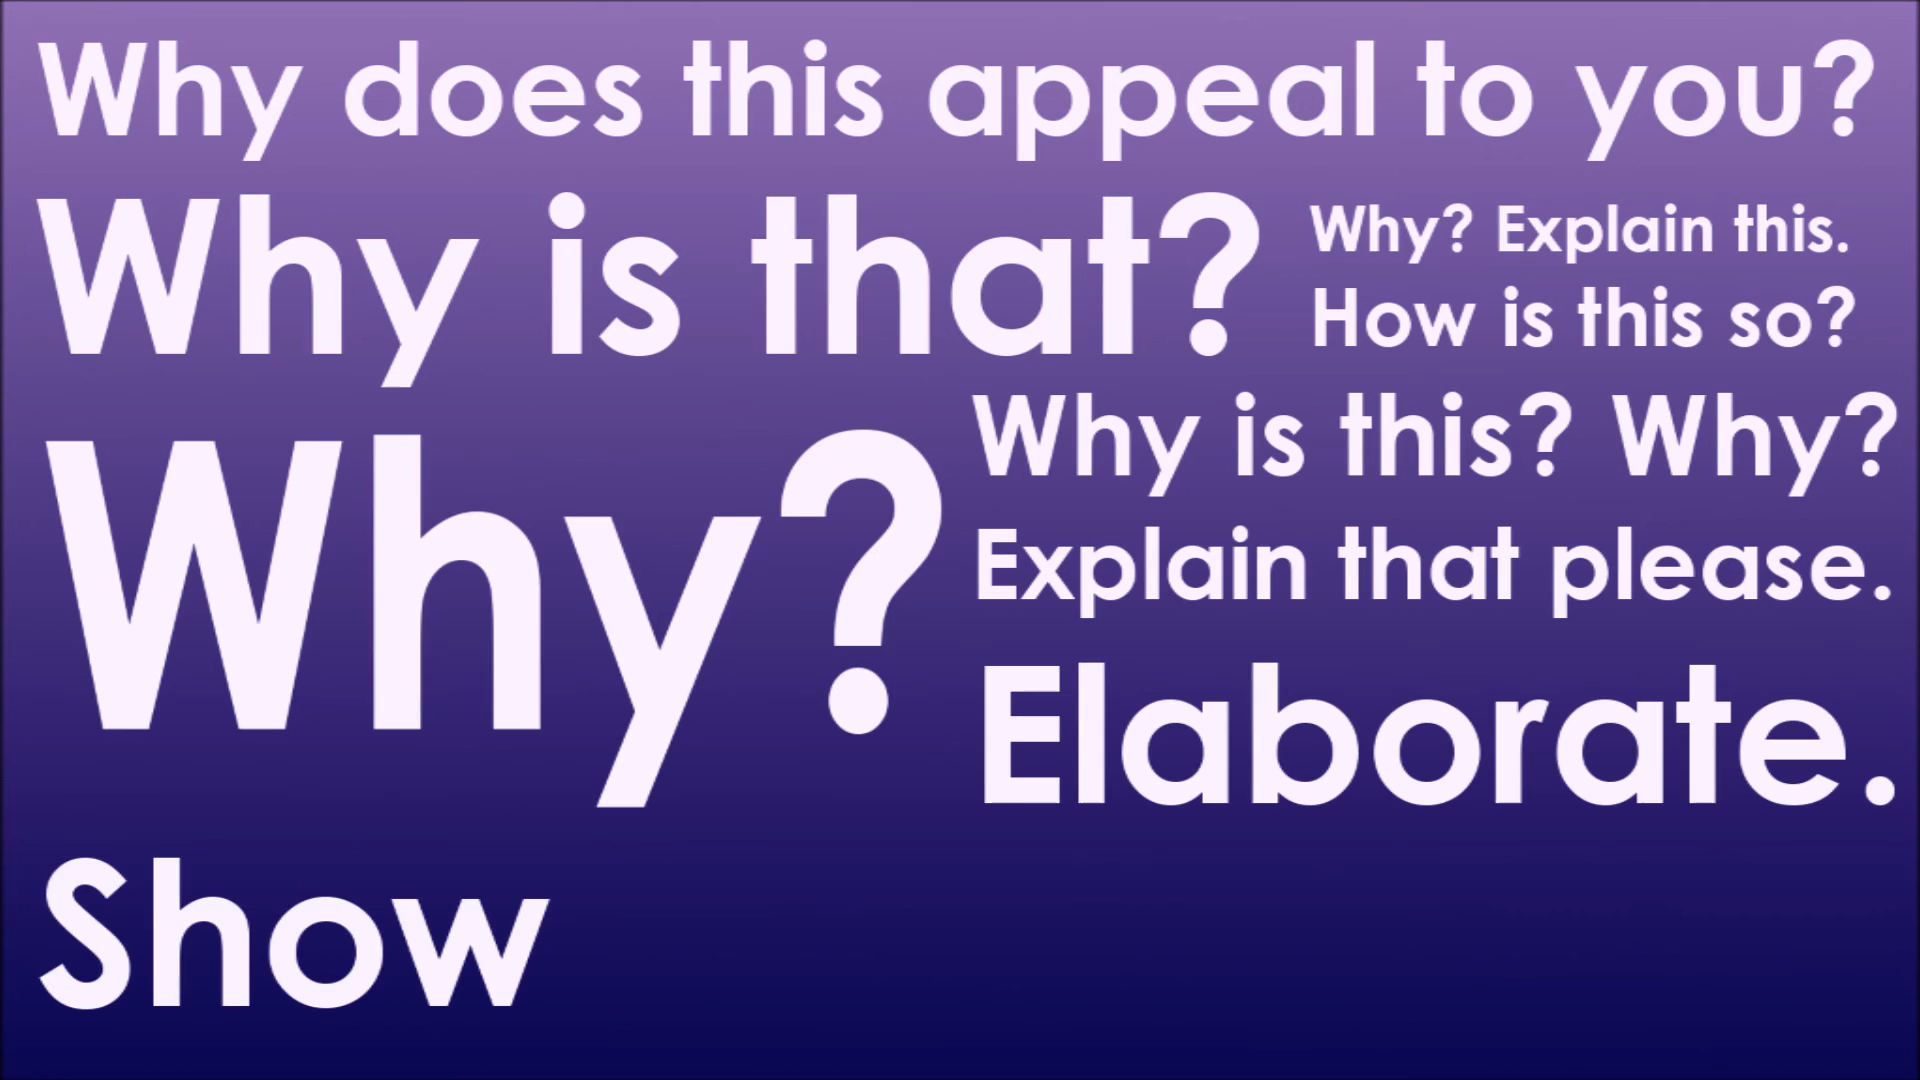 Why does this appeal to you?
Why is that?
Why? Explain this.
How is this so?
Why?
Why is this? Why?
Explain that please.
Elaborate.
Show